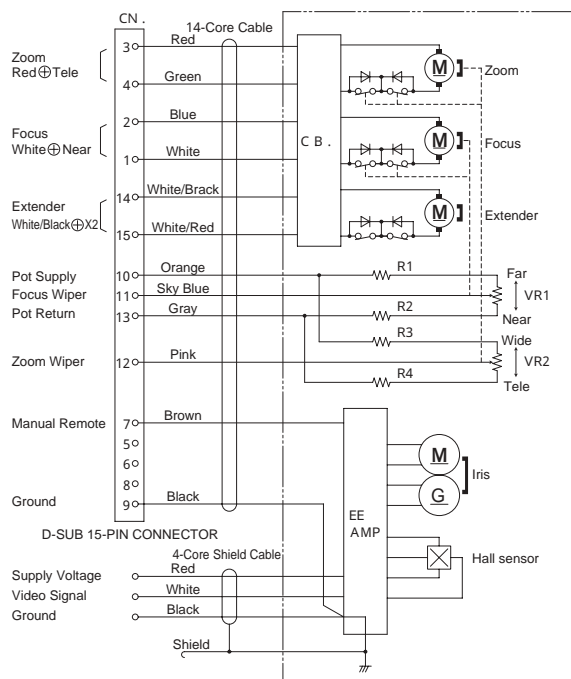 CN.
14-Core Cable
Zoom
Red⊕Tele
3
Red
4
Green
Focus
White⊕Near
2
Blue
1
White
Extender
White/Black⊕X2
14
White/Brack
15
White/Red
C B.
M
Zoom
M
Focus
M
Extender
Pot Supply
10
Orange
R1
Far
Focus Wiper
11
Sky Blue
VR1
Pot Return
13
Gray
R2
Near
R3
Wide
Zoom Wiper
12
Pink
VR2
R4
Tele
Manual Remote
7
Brown
5
6
8
Ground
9
Black
M
G
Iris
EE
AMP
Hall sensor
D-SUB 15-PIN CONNECTOR
4-Core Shield Cable
Supply Voltage
Red
Video Signal
White
Ground
Black
Shield